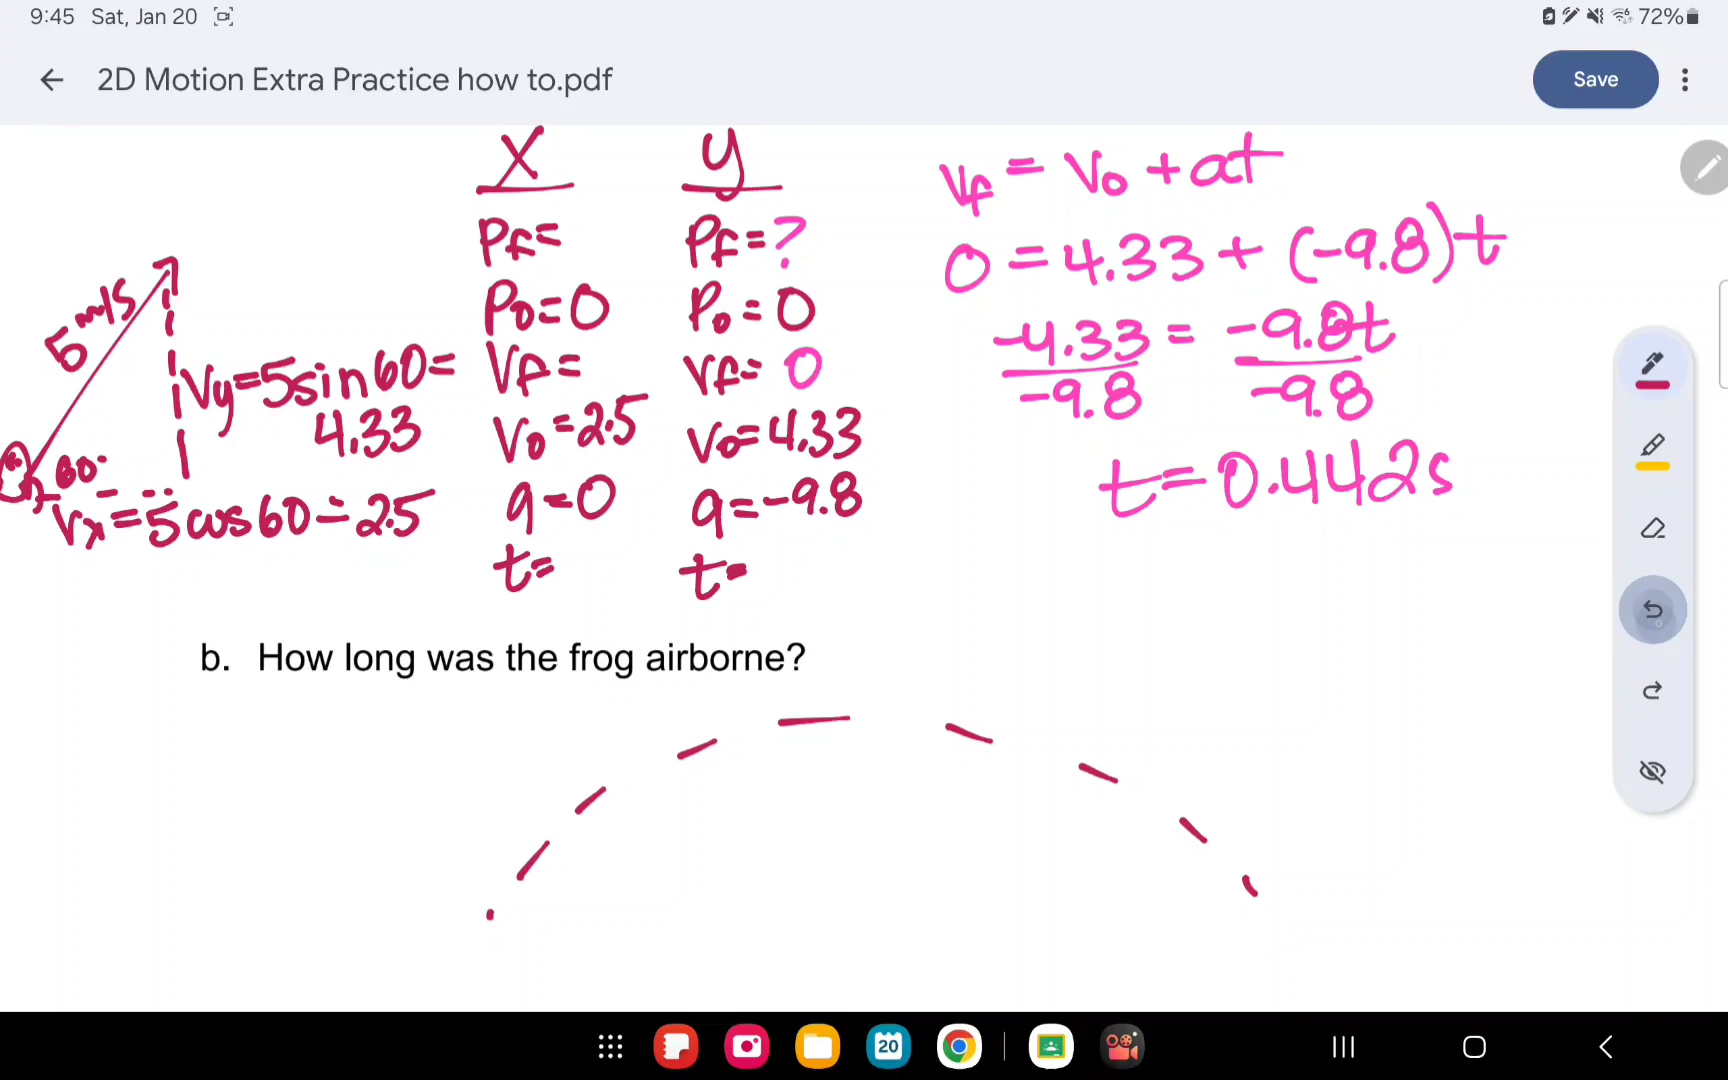 9:45 Sat, Jan 20 72%
2D Motion Extra Practice how to.pdf Save
x
Pf=
Po=0
Vf=
Vo=2.5
a=0
t=
y
Pf=?
Po=0
Vf=0
Vo=4.33
a=-9.8
t=
5 m/s
Vy=5sin60=
4.33
60°
Vx=5cos60=2.5
Vf=Vo+at
0=4.33+(-9.8)t
-4.33=-9.8t
-9.8 -9.8
t=0.442s
b. How long was the frog airborne?
20